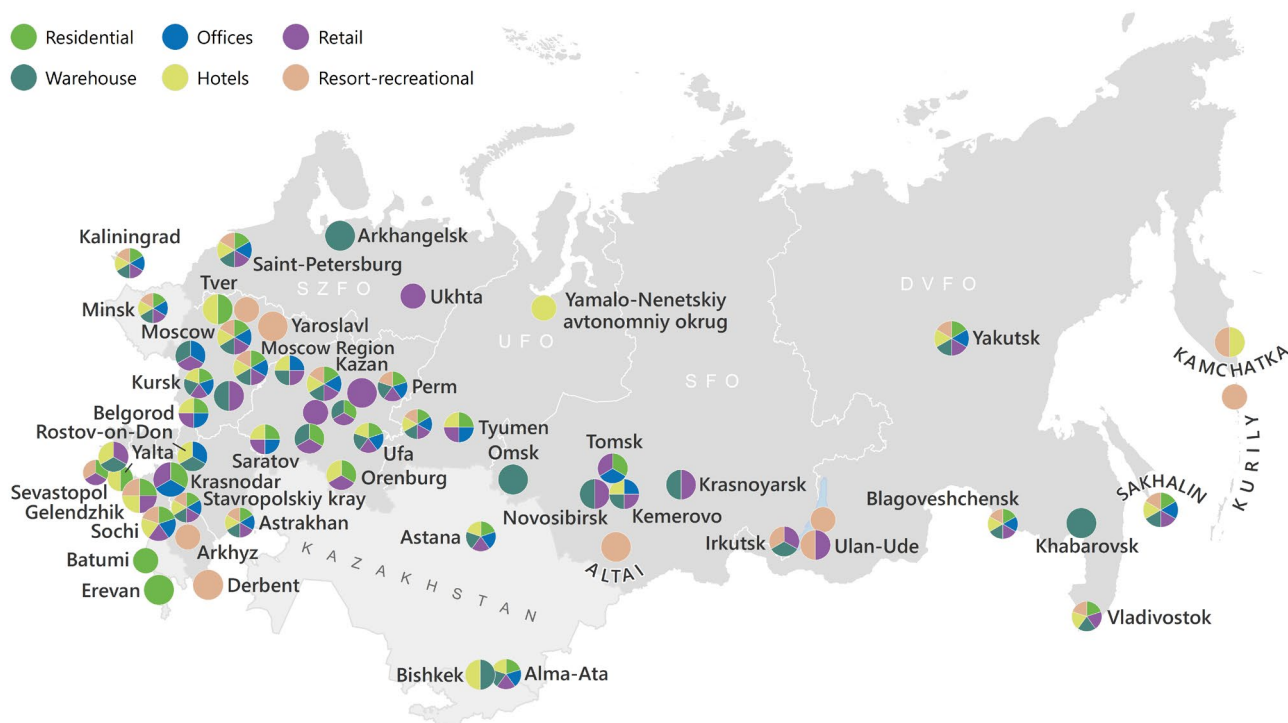 Residential
Offices
Retail
Warehouse
Hotels
Resort-recreational
Kaliningrad
Arkhangelsk
Saint-Petersburg
SZFO
Tver
Ukhta
Yamalo-Nenetskiy
avtonomniy okrug
DVFO
Minsk
Moscow
Yaroslavl
UFO
Yakutsk
Moscow Region
Kazan
KAMCHATKA
Kursk
Perm
SFO
Belgorod
Rostov-on-Don
Yalta
Saratov
Ufa
Tyumen
Omsk
Tomsk
KURILY
Sevastopol
Krasnodar
Orenburg
Krasnoyarsk
Gelendzhik
Stavropolskiy kray
Novosibirsk
Kemerovo
Blagoveshchensk
SAKHALIN
Sochi
Astrakhan
Astana
Irkutsk
Ulan-Ude
Khabarovsk
Arkhyz
Batumi
KAZAKHSTAN
ALTAI
Erevan
Derbent
Vladivostok
Bishkek
Alma-Ata